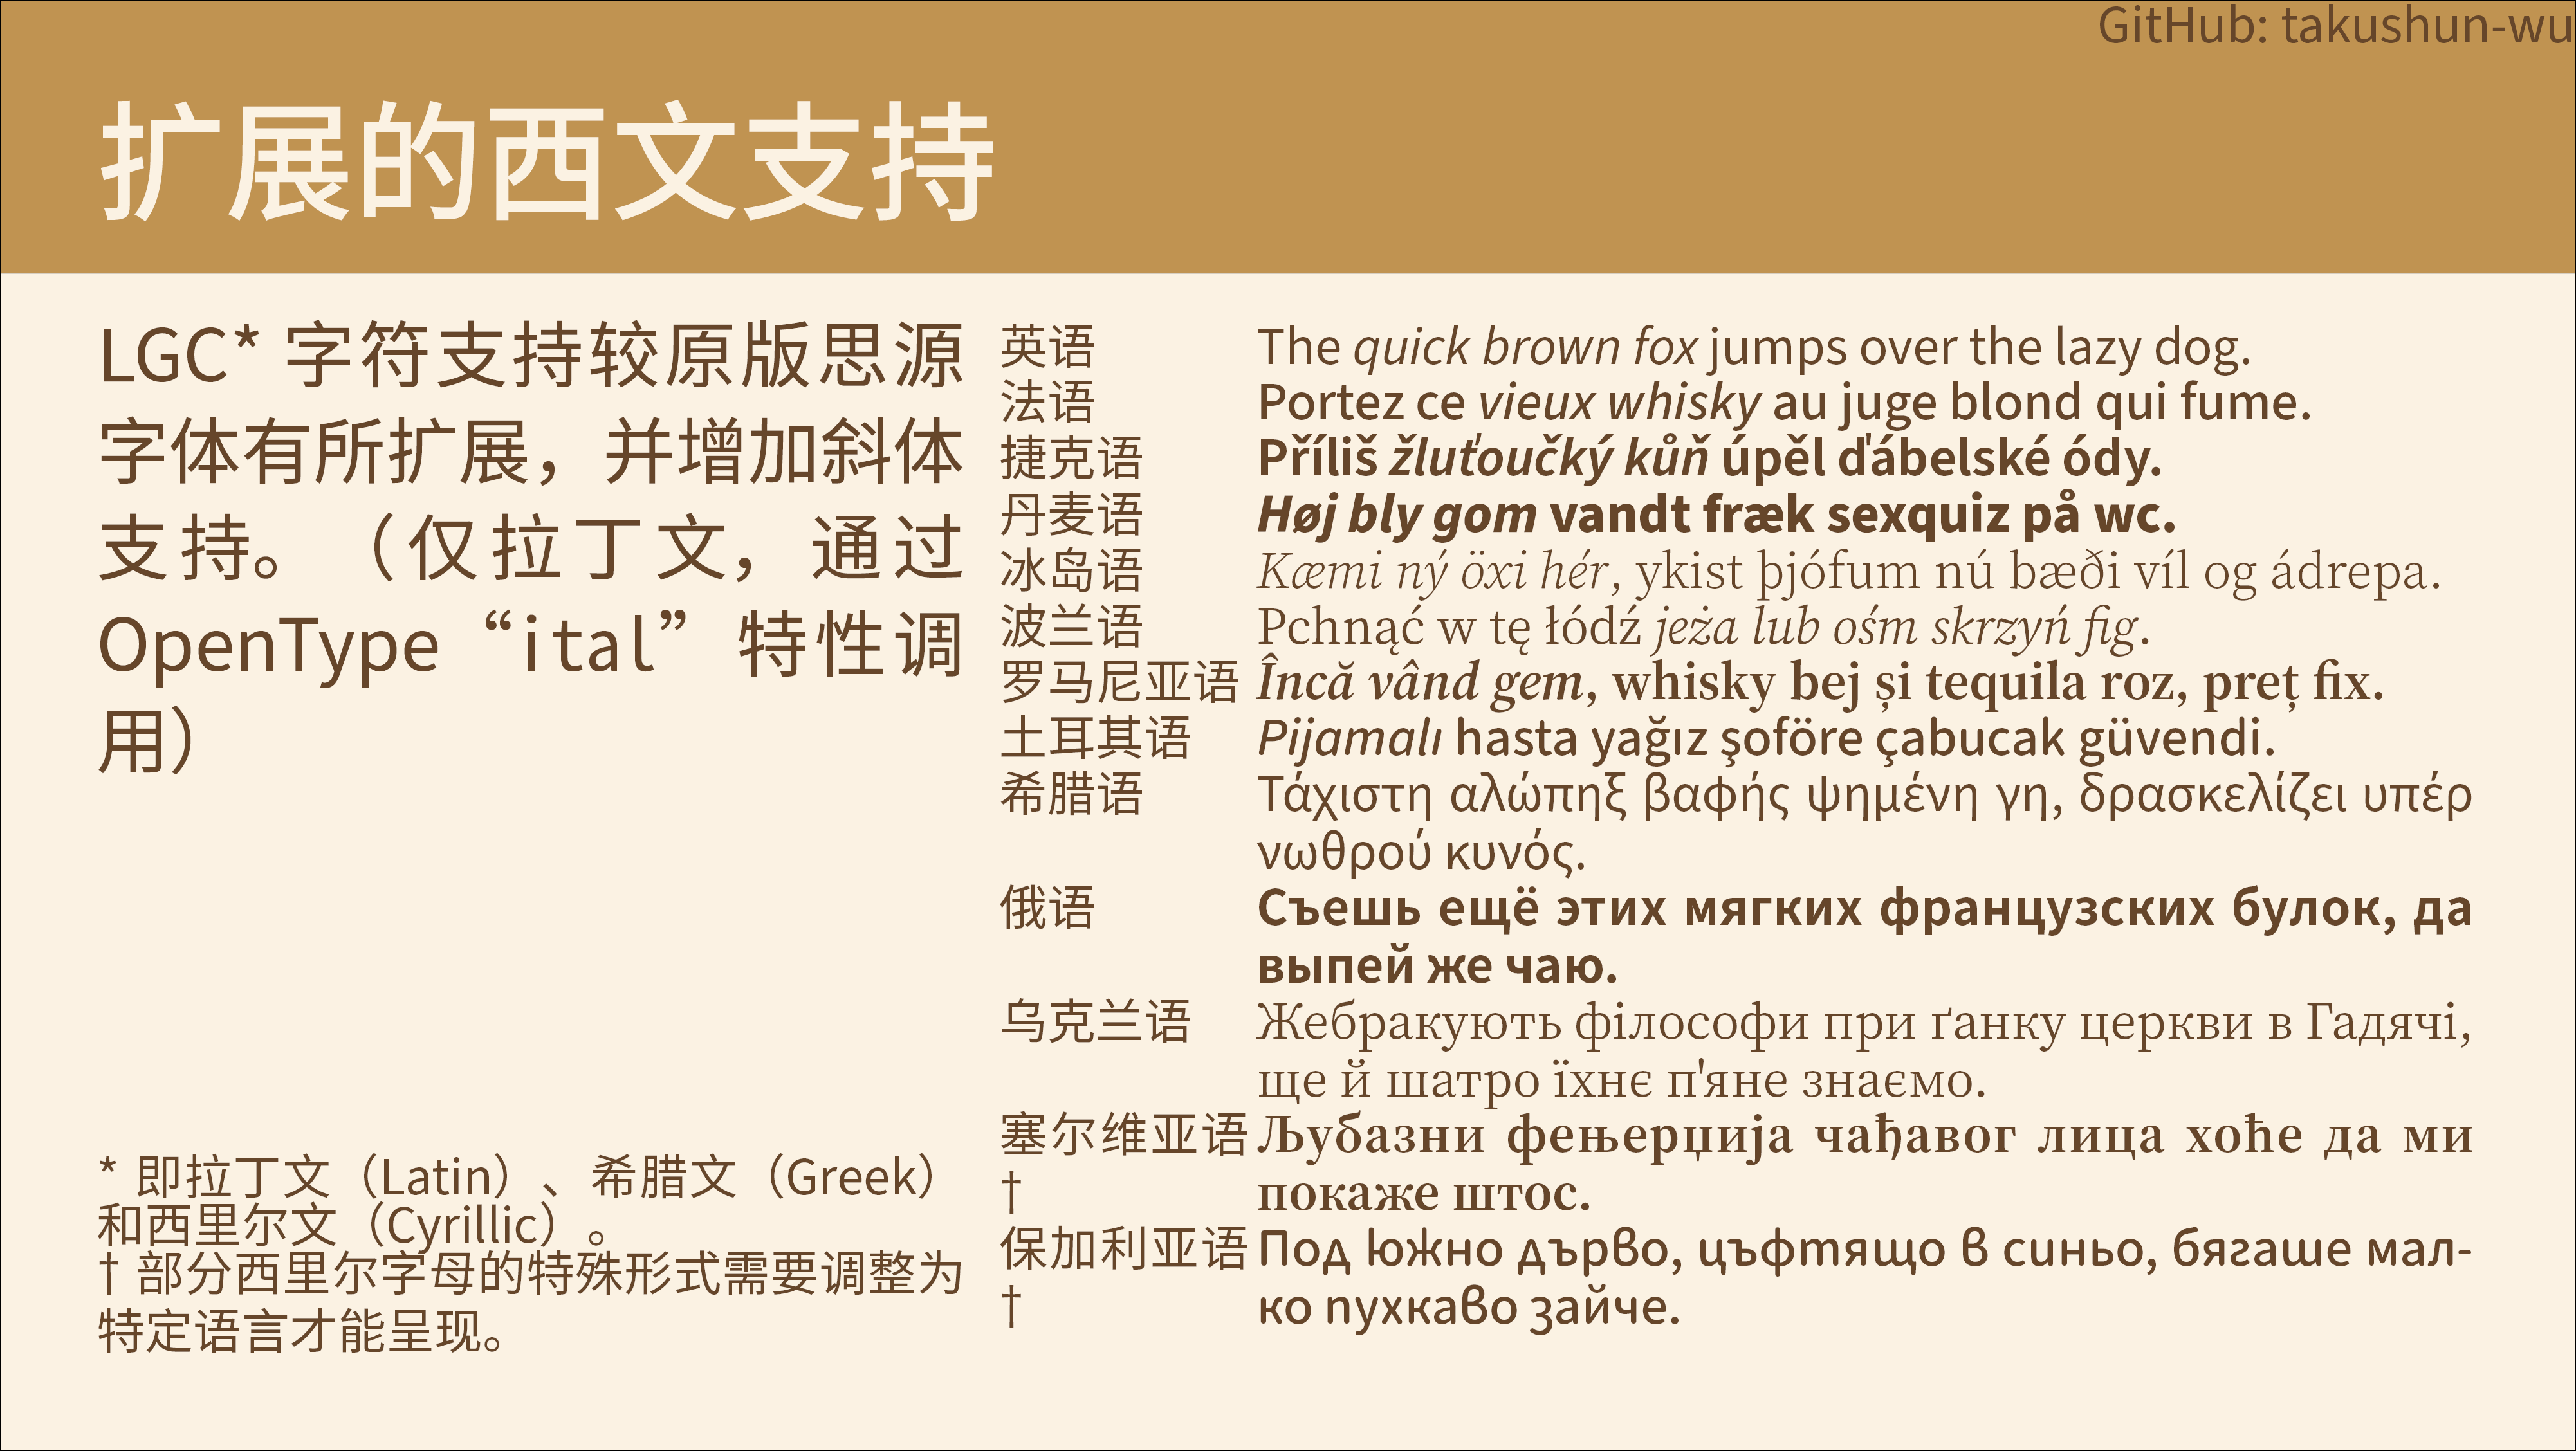 GitHub: takushun-wu
扩展的西文支持
LGC* 字符支持较原版思源
字体有所扩展，并增加斜体
支持。（仅拉丁文，通过
OpenType “ital” 特性调
用）
* 即拉丁文（Latin）、希腊文（Greek）
和西里尔文（Cyrillic）。
† 部分西里尔字母的特殊形式需要调整为
特定语言才能呈现。
英语 The quick brown fox jumps over the lazy dog.
法语 Portez ce vieux whisky au juge blond qui fume.
捷克语 Příliš žluťoučký kůň úpěl ďábelské ódy.
丹麦语 Høj bly gom vandt fræk sexquiz på wc.
冰岛语 Kæmi ný öxi hér, ykist þjófum nú bæði víl og ádrepa.
波兰语 Pchnąć w tę łódź jeża lub ośm skrzyń fig.
罗马尼亚语 Încă vând gem, whisky bej și tequila roz, preț fix.
土耳其语 Pijamalı hasta yağız şoföre çabucak güvendi.
希腊语 Τάχιστη αλώπηξ βαφής ψημένη γη, δρασκελίζει υπέρ
νωθρού κυνός.
俄语 Съешь ещё этих мягких французских булок, да
выпей же чаю.
乌克兰语 Жебракують філософи при ґанку церкви в Гадячі,
ще й шатро їхнє п'яне знаємо.
塞尔维亚语 Љубазни фењерџија чађавог лица хоће да ми
† покаже штос.
保加利亚语 Под южно дърво, цъфтящо в синьо, бягаше мал-
† ко пухкаво зайче.